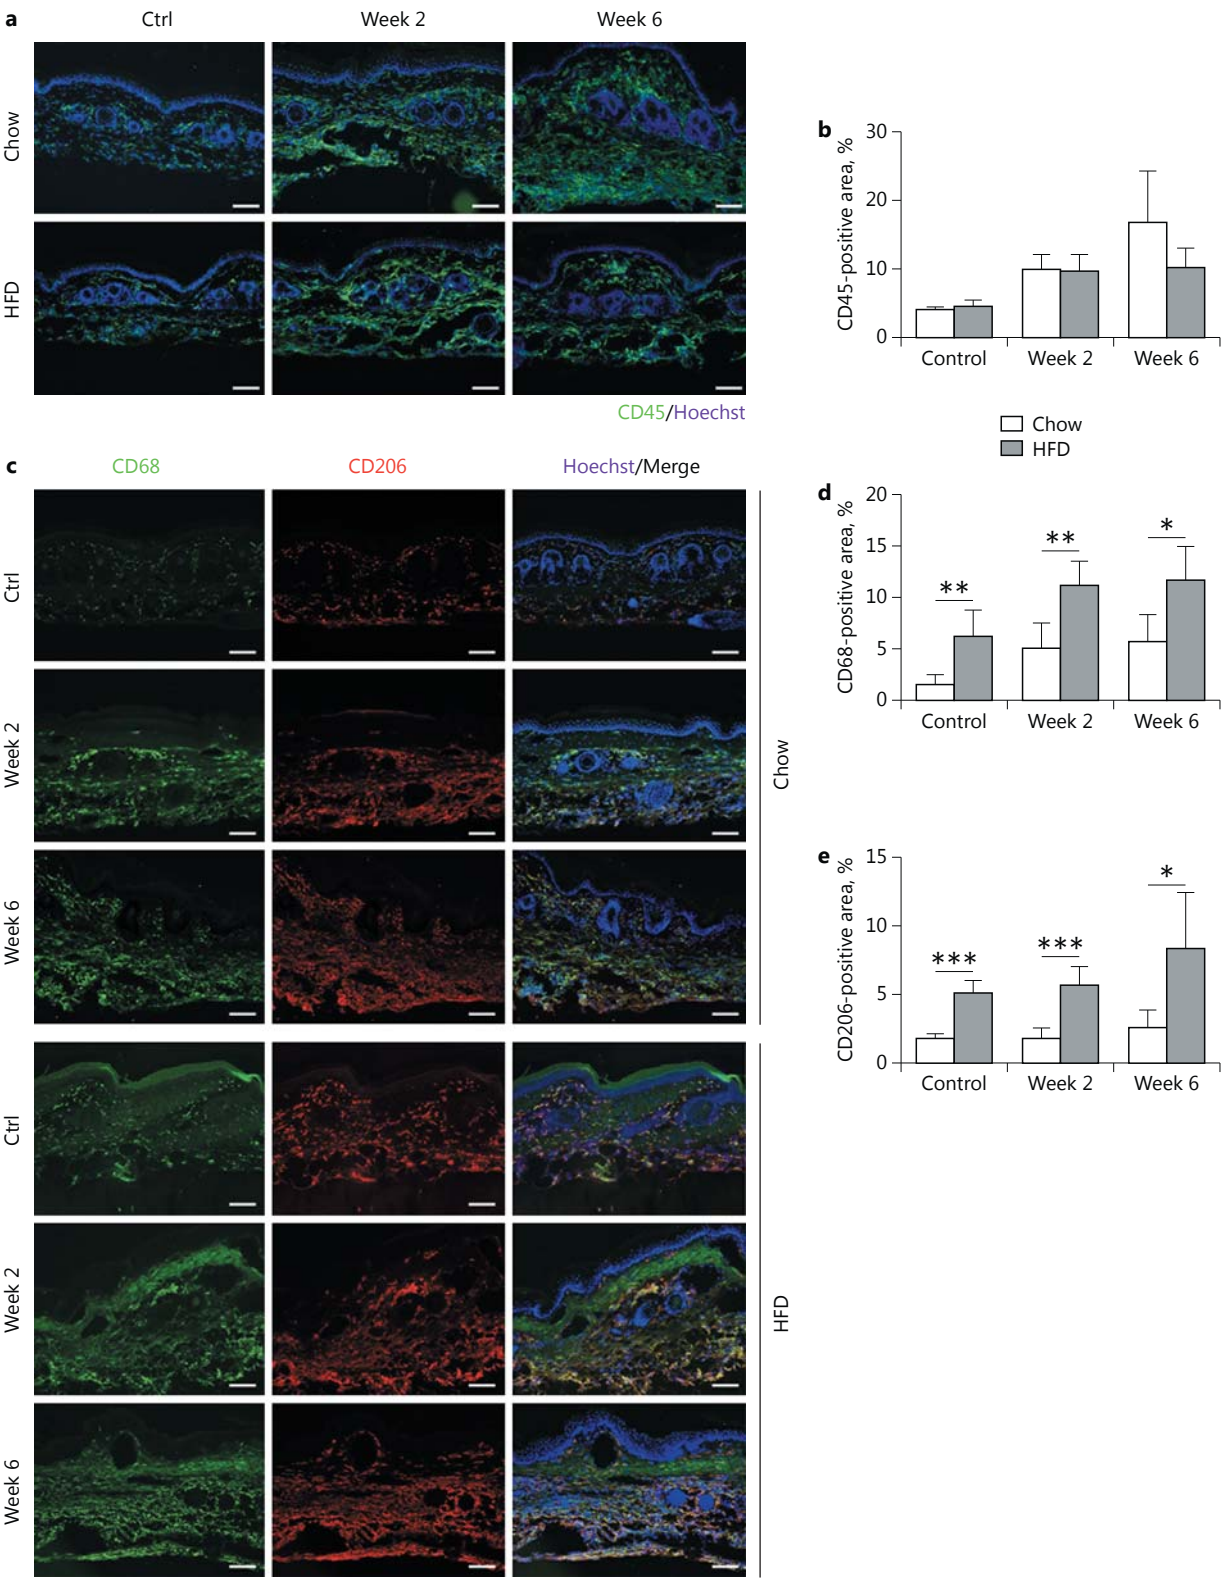 a
Ctrl Week 2 Week 6
Chow
HFD
CD45/Hoechst
b
CD45-positive area, %
30
20
10
0
Control Week 2 Week 6
Chow
HFD
c
CD68 CD206 Hoechst/Merge
Ctrl
Week 2
Week 6
Chow
Ctrl
Week 2
Week 6
HFD
d
CD68-positive area, %
20
15
10
5
0
** ** *
Control Week 2 Week 6
e
CD206-positive area, %
15
10
5
0
*** *** *
Control Week 2 Week 6